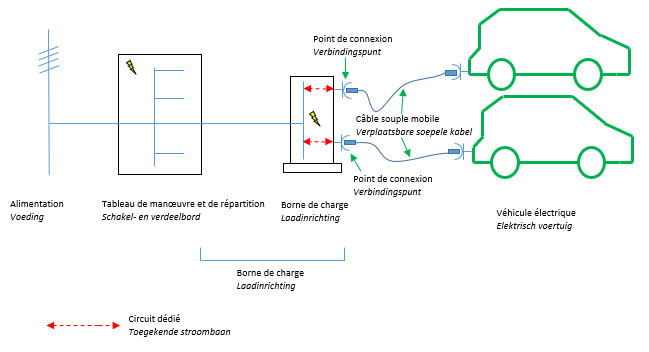 Point de connexion
Verbindingspunt
Câble souple mobile
Verplaatsbare soepele kabel
Point de connexion
Verbindingspunt
Alimentation
Voeding
Tableau de manœuvre et de répartition
Schakel- en verdeelbord
Borne de charge
Laadinrichting
Véhicule électrique
Elektrisch voertuig
Borne de charge
Laadinrichting
Circuit dédié
Toegekende stroombaan